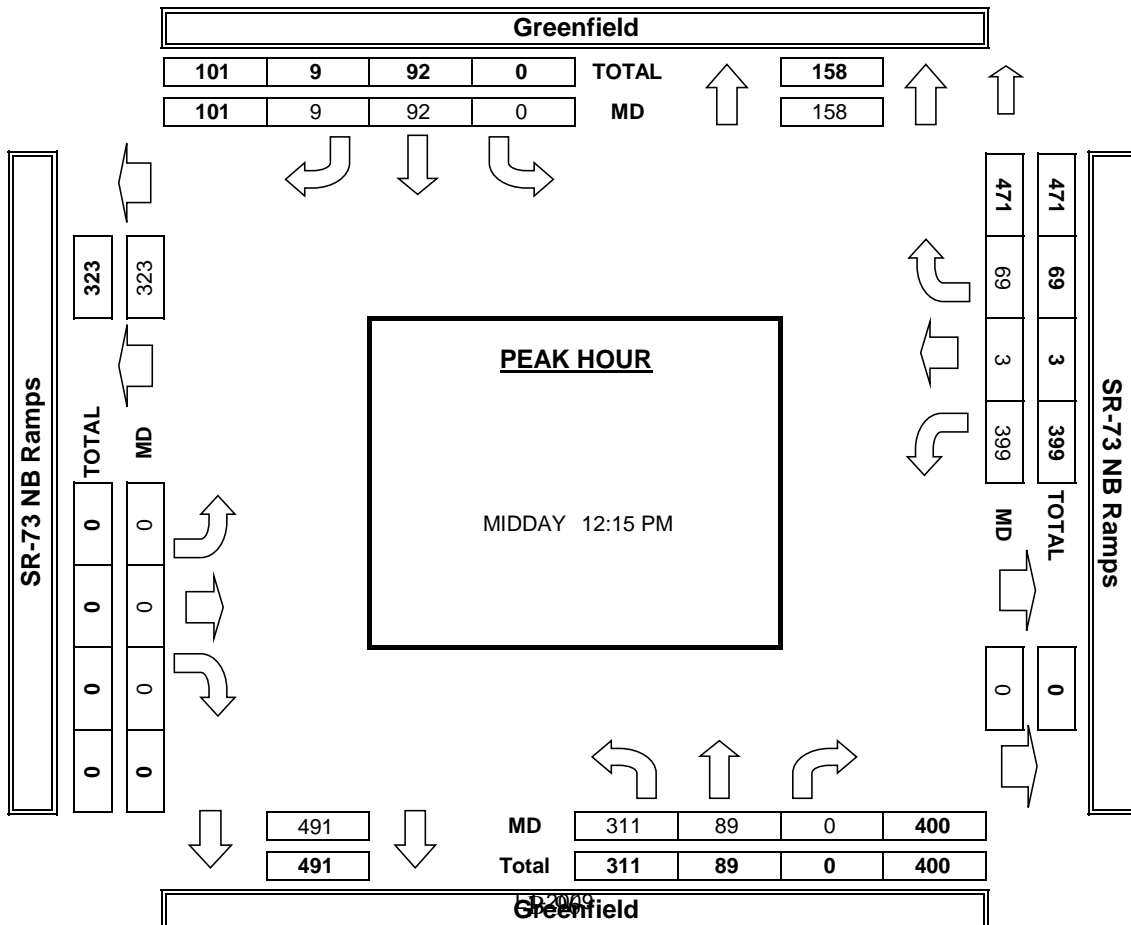 Greenfield
101 9 92 0 TOTAL 158
101 9 92 0 MD 158
SR-73 NB Ramps
323
323
TOTAL
MD
0 0 0 0
0 0 0 0
PEAK HOUR
MIDDAY 12:15 PM
471 69 3 399
471 69 3 399
MD
TOTAL
0
0
SR-73 NB Ramps
491 MD 311 89 0 400
491 Total 311 89 0 400
Greenfield